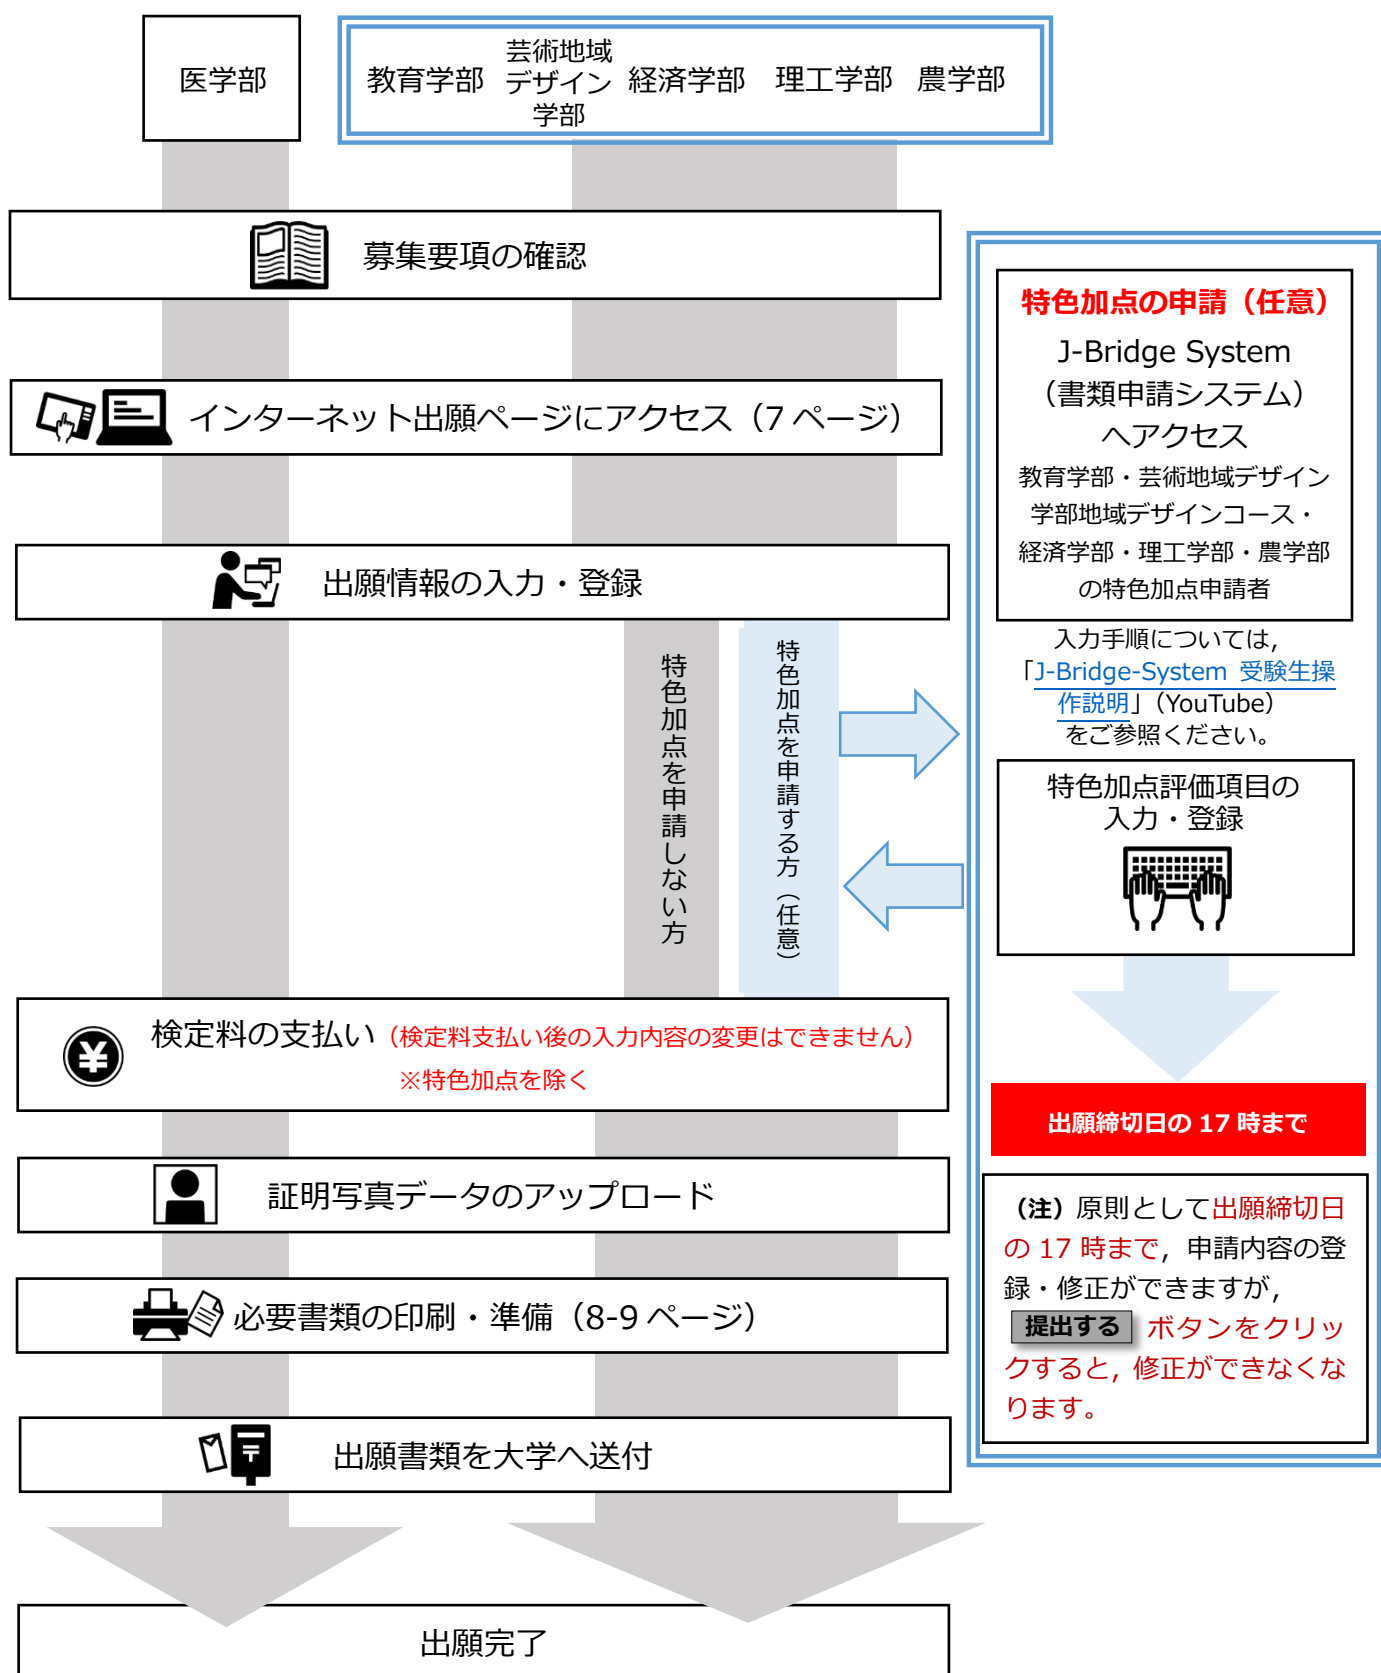 医学部
教育学部
芸術地域
デザイン
学部
経済学部
理工学部
農学部
募集要項の確認
インターネット出願ページにアクセス（7 ページ）
出願情報の入力・登録
特色加点を申請しない方
特色加点を申請する方（任意）
特色加点の申請（任意）
J-Bridge System
（書類申請システム）
へアクセス
教育学部・芸術地域デザイン
学部地域デザインコース・
経済学部・理工学部・農学部
の特色加点申請者
入力手順については,
「J-Bridge-System 受験生操
作説明」（YouTube）
をご参照ください。
特色加点評価項目の
入力・登録
出願締切日の 17 時まで
（注）原則として出願締切日
の 17 時まで, 申請内容の登
録・修正ができますが,
提出する ボタンをクリッ
クすると, 修正ができなくな
ります。
検定料の支払い（検定料支払い後の入力内容の変更はできません）
※特色加点を除く
証明写真データのアップロード
必要書類の印刷・準備（8-9 ページ）
出願書類を大学へ送付
出願完了